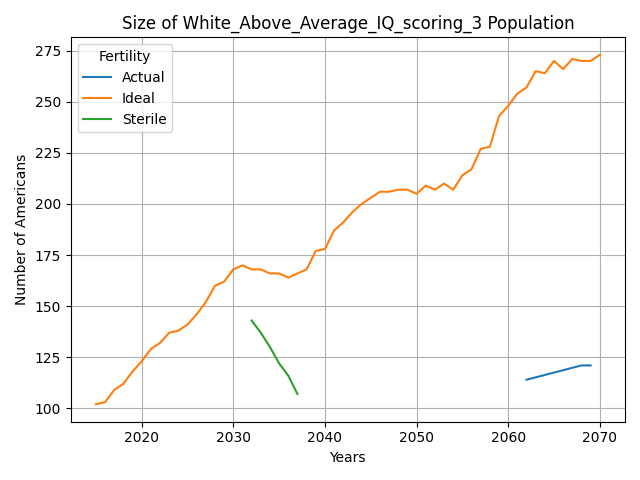 Size of White_Above_Average_IQ_scoring_3 Population
Fertility
Actual
Ideal
Sterile
Number of Americans
275
250
225
200
175
150
125
100
2020
2030
2040
2050
2060
2070
Years